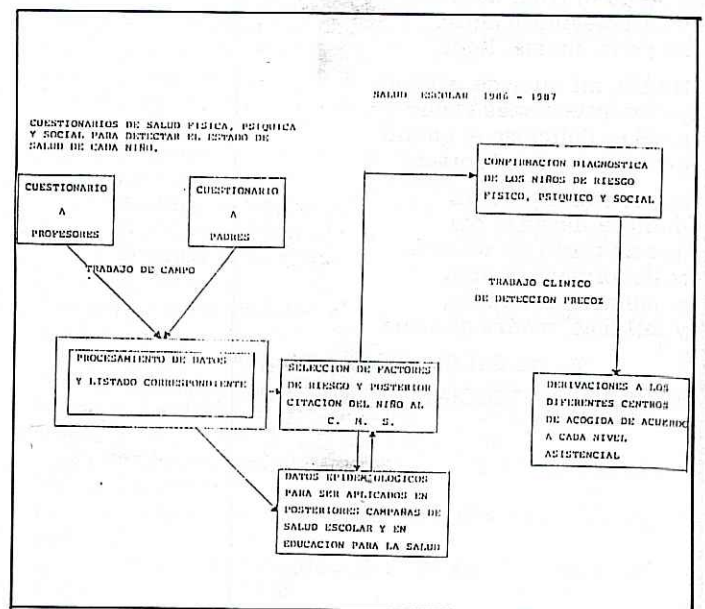 SALUD ESCOLAR 1986 - 1987
CUESTIONARIOS DE SALUD FISICA, PSIQUICA
Y SOCIAL PARA DETECTAR EL ESTADO DE
SALUD DE CADA NIÑO.
CUESTIONARIO
A
PROFESORES
CUESTIONARIO
A
PADRES
TRABAJO DE CAMPO
PROCESAMIENTO DE DATOS
Y LISTADO CORRESPONDIENTE
SELECCION DE FACTORES
DE RIESGO Y POSTERIOR
CITACION DEL NIÑO AL
C. M. S.
DATOS EPIDEMIOLOGICOS
PARA SER APLICADOS EN
POSTERIORES CAMPAÑAS DE
SALUD ESCOLAR Y EN
EDUCACION PARA LA SALUD
CONFIRMACION DIAGNOSTICA
DE LOS NIÑOS DE RIESGO
FISICO, PSIQUICO Y SOCIAL
TRABAJO CLINICO
DE DETECCION PRECOZ
DERIVACIONES A LOS
DIFERENTES CENTROS
DE ACOGIDA DE ACUERDO
A CADA NIVEL
ASISTENCIAL